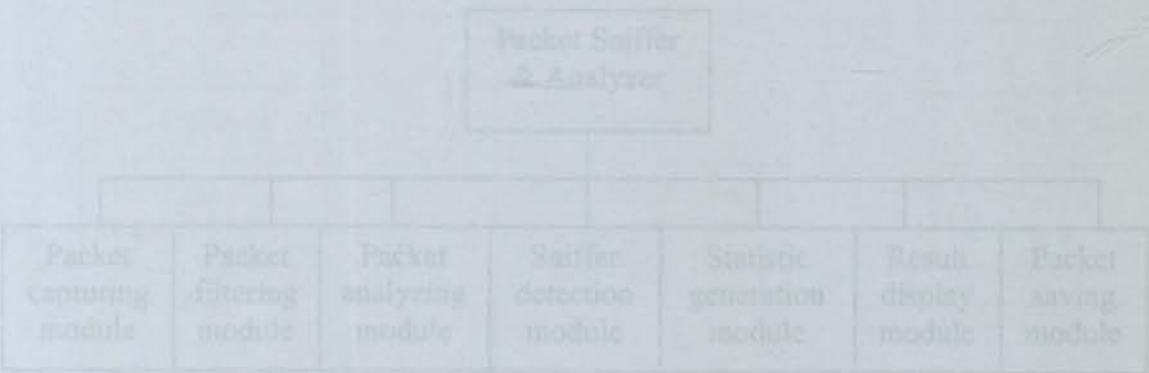 Packet Sniffer
& Analyzer
Packet
capturing
module
Packet
filtering
module
Packet
analyzing
module
Sniffer
detection
module
Statistic
generation
module
Result
display
module
Packet
saving
module